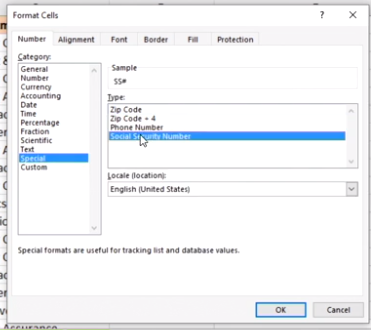 Format Cells
? ×
Number Alignment Font Border Fill Protection
Category:
General
Number
Currency
Accounting
Date
Time
Percentage
Fraction
Scientific
Text
Special
Custom
Sample
SS#
Type:
Zip Code
Zip Code + 4
Phone Number
Social Security Number
Locale (location):
English (United States)
Special formats are useful for tracking list and database values.
OK Cancel
Assurance